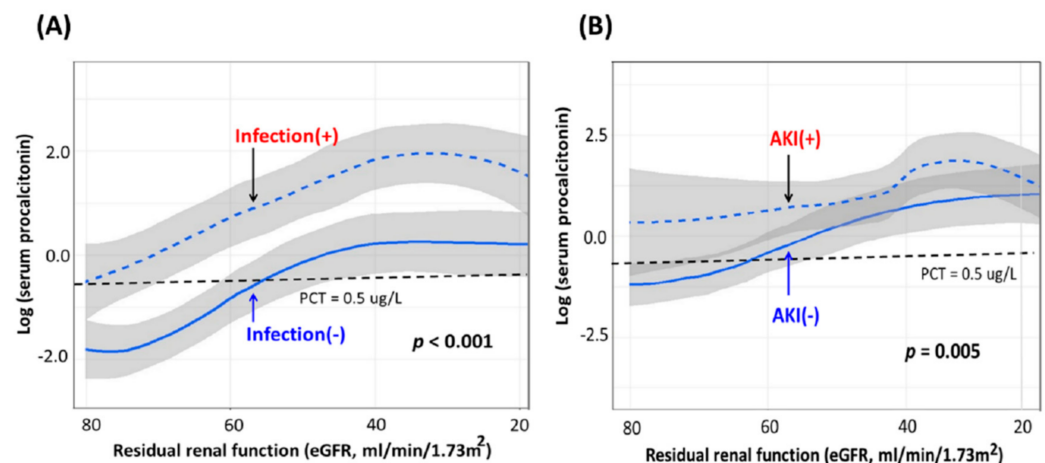 (A)
Log (serum procalcitonin)
2.0
0.0
-2.0
Infection(+)
PCT = 0.5 ug/L
Infection(-)
p < 0.001
80
60
40
20
Residual renal function (eGFR, ml/min/1.73m²)
(B)
Log (serum procalcitonin)
2.5
0.0
-2.5
AKI(+)
PCT = 0.5 ug/L
AKI(-)
p = 0.005
80
60
40
20
Residual renal function (eGFR, ml/min/1.73m²)